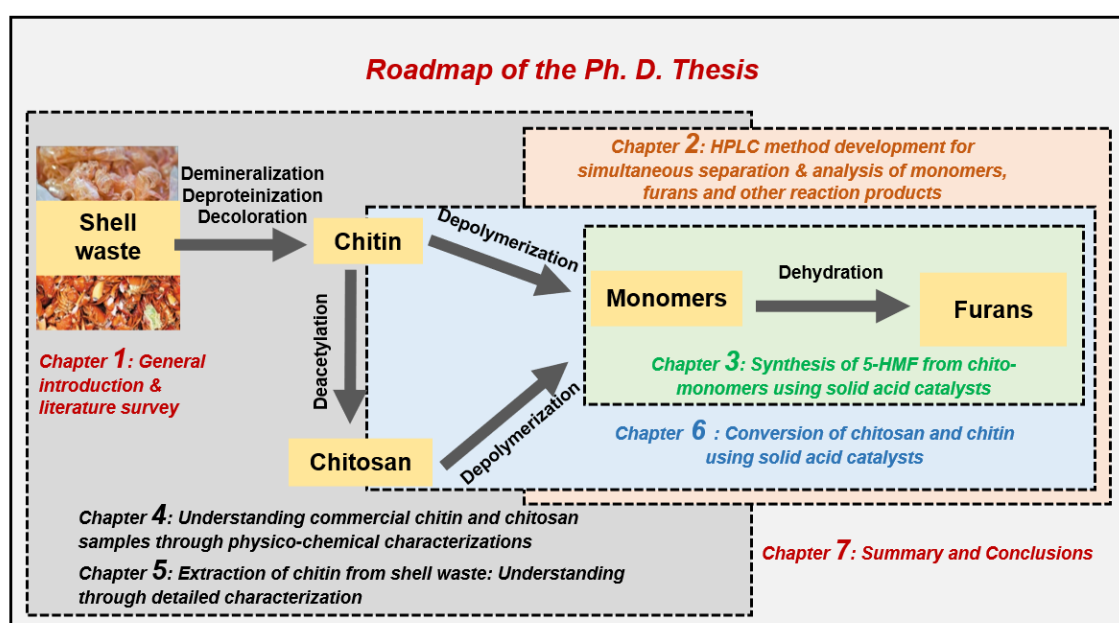 Roadmap of the Ph. D. Thesis
Shell
waste
Demineralization
Deproteinization
Decoloration
Chitin
Chapter 1: General
introduction &
literature survey
Deacetylation
Chitosan
Chapter 4: Understanding commercial chitin and chitosan
samples through physico-chemical characterizations
Chapter 5: Extraction of chitin from shell waste: Understanding
through detailed characterization
Chapter 2: HPLC method development for
simultaneous separation & analysis of monomers,
furans and other reaction products
Depolymerization
Depolymerization
Monomers
Dehydration
Furans
Chapter 3: Synthesis of 5-HMF from chito-
monomers using solid acid catalysts
Chapter 6 : Conversion of chitosan and chitin
using solid acid catalysts
Chapter 7: Summary and Conclusions